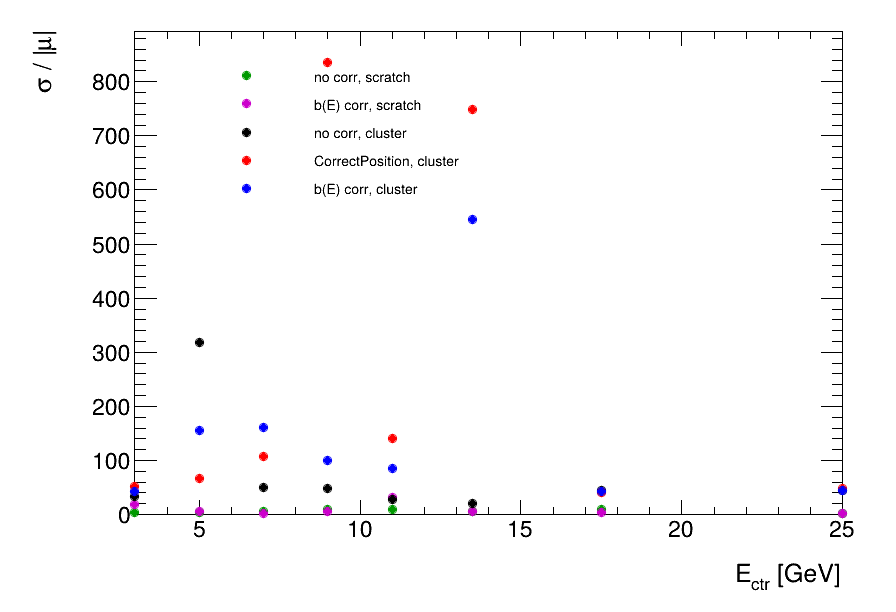 σ / |μ|
800
700
600
500
400
300
200
100
0
no corr, scratch
b(E) corr, scratch
no corr, cluster
CorrectPosition, cluster
b(E) corr, cluster
5 10 15 20 25
E_ctr [GeV]